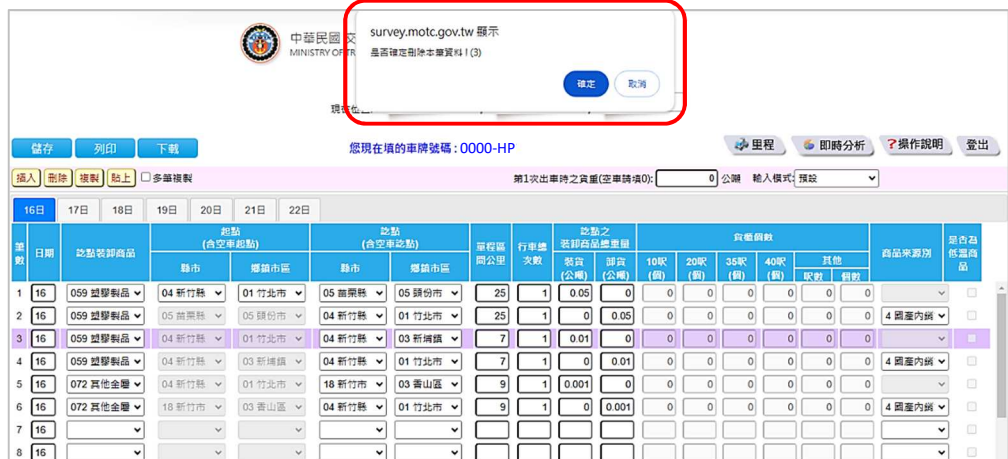 survey.motc.gov.tw 顯示
是否確定刪除本筆資料!(3)
確定 取消
中華民國 交
MINISTRY OF TR
現在位
儲存 列印 下載 您現在填的車牌號碼:0000-HP 里程 即時分析 ?操作說明 登出
插入 刪除 複製 貼上 多筆複製 第1次出車時之貨重(空車請填0): 0 公噸 輸入模式: 預設
16日 17日 18日 19日 20日 21日 22日
筆數 日期 訖點裝卸商品 起點(含空車起點) 訖點(含空車訖點) 里程區間公里 行車總次數 訖點之裝卸商品總重量 貨櫃個數 商品來源別 是否為低溫商品
縣市 鄉鎮市區 縣市 鄉鎮市區 裝貨(公噸) 卸貨(公噸) 10呎(個) 20呎(個) 35呎(個) 40呎(個) 其他
呎數 個數
1 16 059 塑膠製品 04 新竹縣 01 竹北市 05 苗栗縣 05 頭份市 25 1 0.05 0 0 0 0 0 0 0
2 16 059 塑膠製品 05 苗栗縣 05 頭份市 04 新竹縣 01 竹北市 25 1 0 0.05 0 0 0 0 0 0 4 國產內銷
3 16 059 塑膠製品 04 新竹縣 01 竹北市 04 新竹縣 03 新埔鎮 7 1 0.01 0 0 0 0 0 0 0
4 16 059 塑膠製品 04 新竹縣 03 新埔鎮 04 新竹縣 01 竹北市 7 1 0 0.01 0 0 0 0 0 0 4 國產內銷
5 16 072 其他金屬 04 新竹縣 01 竹北市 18 新竹市 03 香山區 9 1 0.001 0 0 0 0 0 0 0
6 16 072 其他金屬 18 新竹市 03 香山區 04 新竹縣 01 竹北市 9 1 0 0.001 0 0 0 0 0 0 4 國產內銷
7 16
8 16